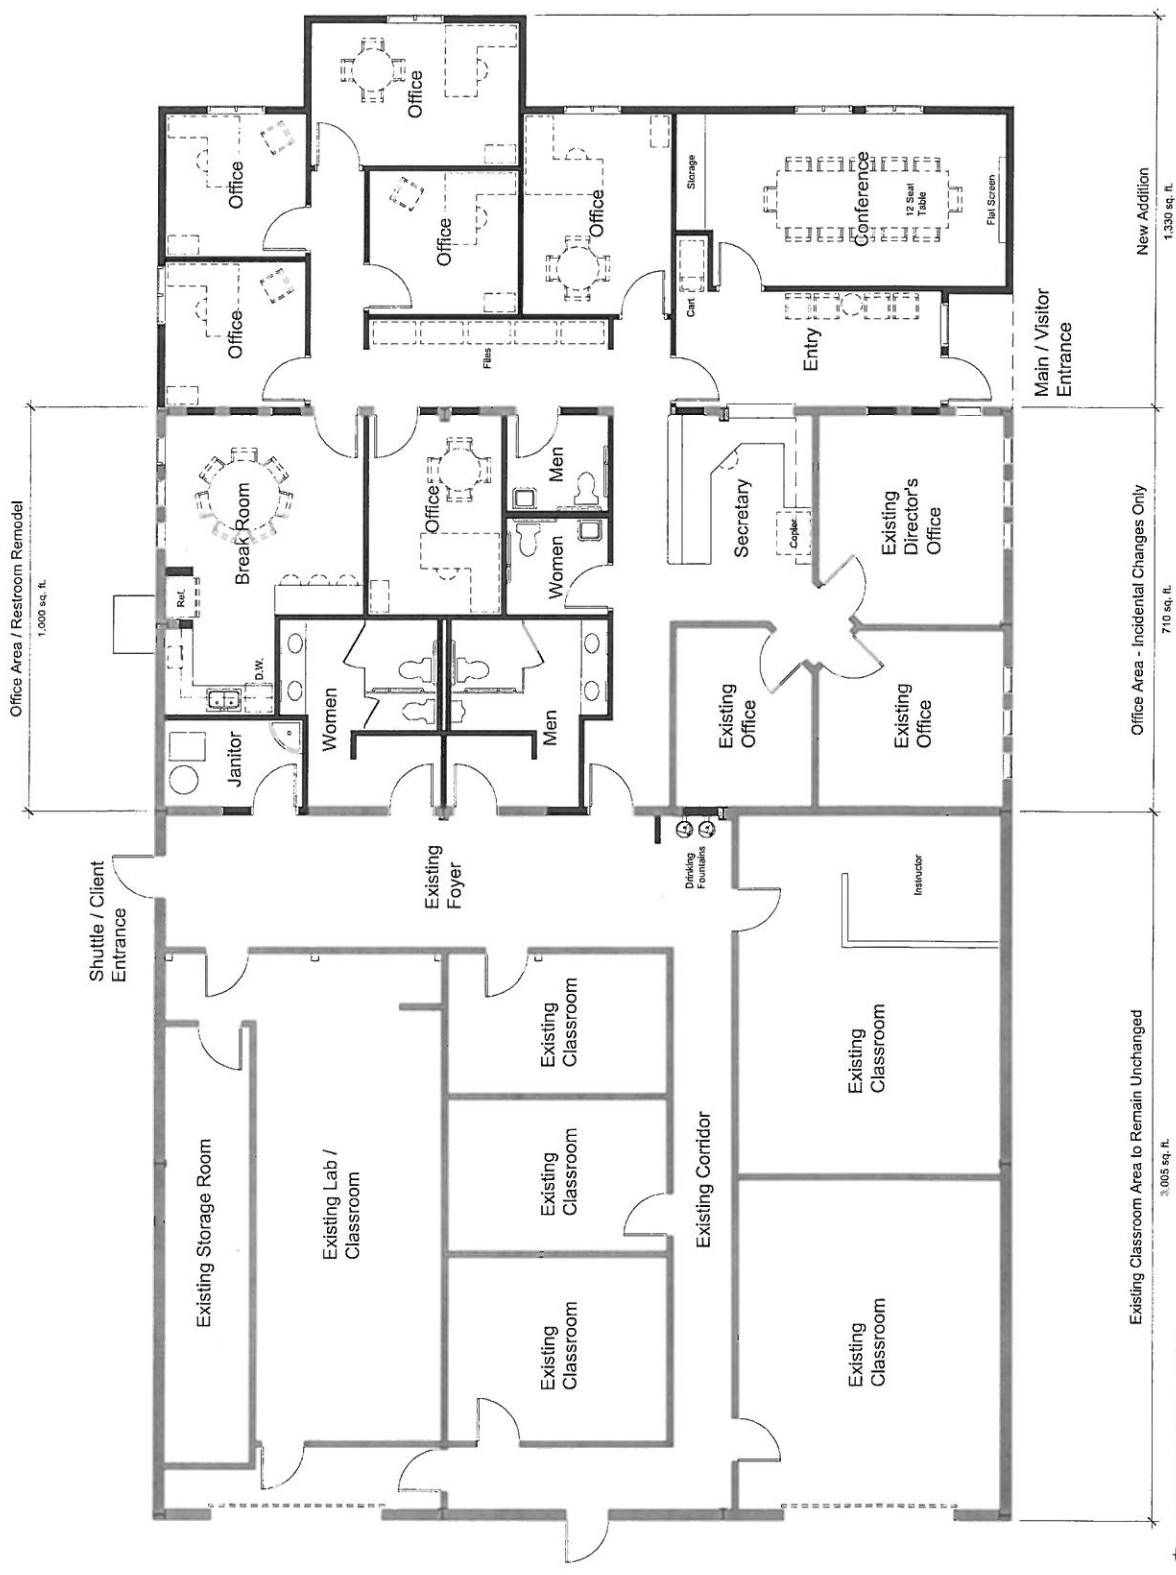 Shuttle / Client
Entrance
Office Area / Restroom Remodel
1,000 sq. ft.
Existing Storage Room
Janitor
D.W.
Ref.
Break Room
Office
Office
Existing Lab /
Classroom
Women
Office
Office
Existing
Foyer
Men
Office
Files
Existing
Classroom
Existing
Classroom
Existing
Classroom
Women
Men
Office
Existing Corridor
Drinking
Fountains
Existing
Office
Secretary
Copier
Cart
Storage
Entry
Existing
Classroom
Existing
Classroom
Instructor
Existing
Office
Existing
Director's
Office
Conference
12 Seat
Table
Flat Screen
Main / Visitor
Entrance
Existing Classroom Area to Remain Unchanged
3,005 sq. ft.
Office Area - Incidental Changes Only
710 sq. ft.
New Addition
1,330 sq. ft.